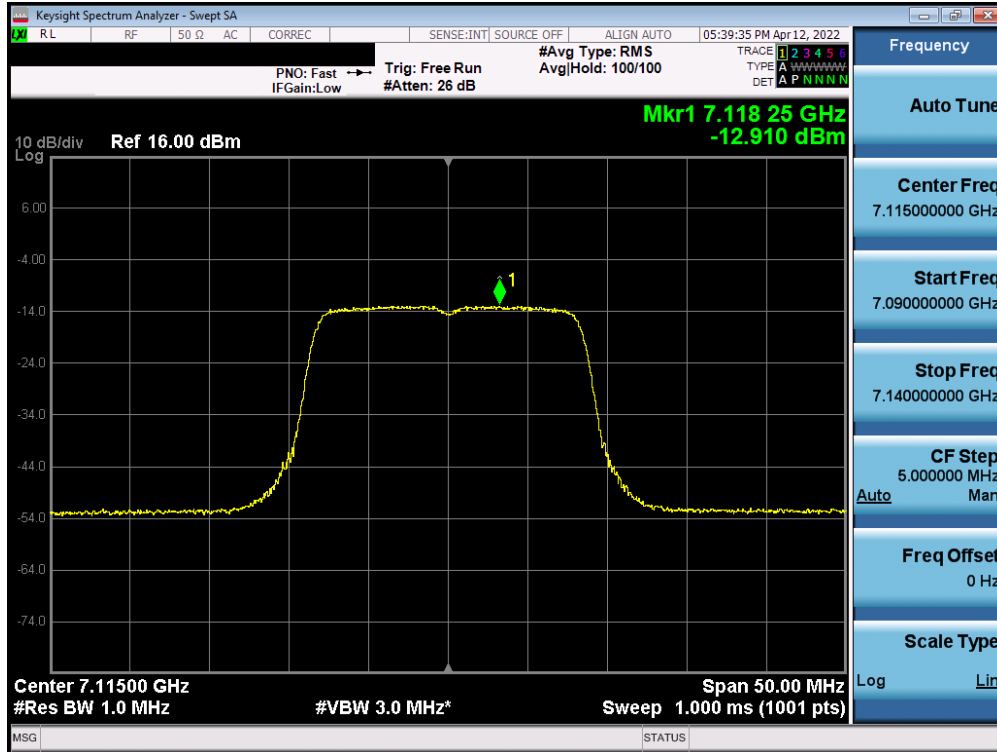 Keysight Spectrum Analyzer - Swept SA
LXI RL RF 50 Ω AC CORREC SENSE:INT SOURCE OFF ALIGN AUTO 05:39:35 PM Apr 12, 2022
#Avg Type: RMS TRACE 1 2 3 4 5 6
PNO: Fast Trig: Free Run Avg|Hold: 100/100 TYPE A WWWWW
IFGain:Low #Atten: 26 dB DET A P N N N N
Mkr1 7.118 25 GHz
-12.910 dBm
10 dB/div Ref 16.00 dBm
Log
6.00
-4.00
1
-14.0
-24.0
-34.0
-44.0
-54.0
-64.0
-74.0
Center 7.11500 GHz Span 50.00 MHz
#Res BW 1.0 MHz #VBW 3.0 MHz* Sweep 1.000 ms (1001 pts)
MSG STATUS
Frequency
Auto Tune
Center Freq
7.115000000 GHz
Start Freq
7.090000000 GHz
Stop Freq
7.140000000 GHz
CF Step
5.000000 MHz
Auto Man
Freq Offset
0 Hz
Scale Type
Log Lin